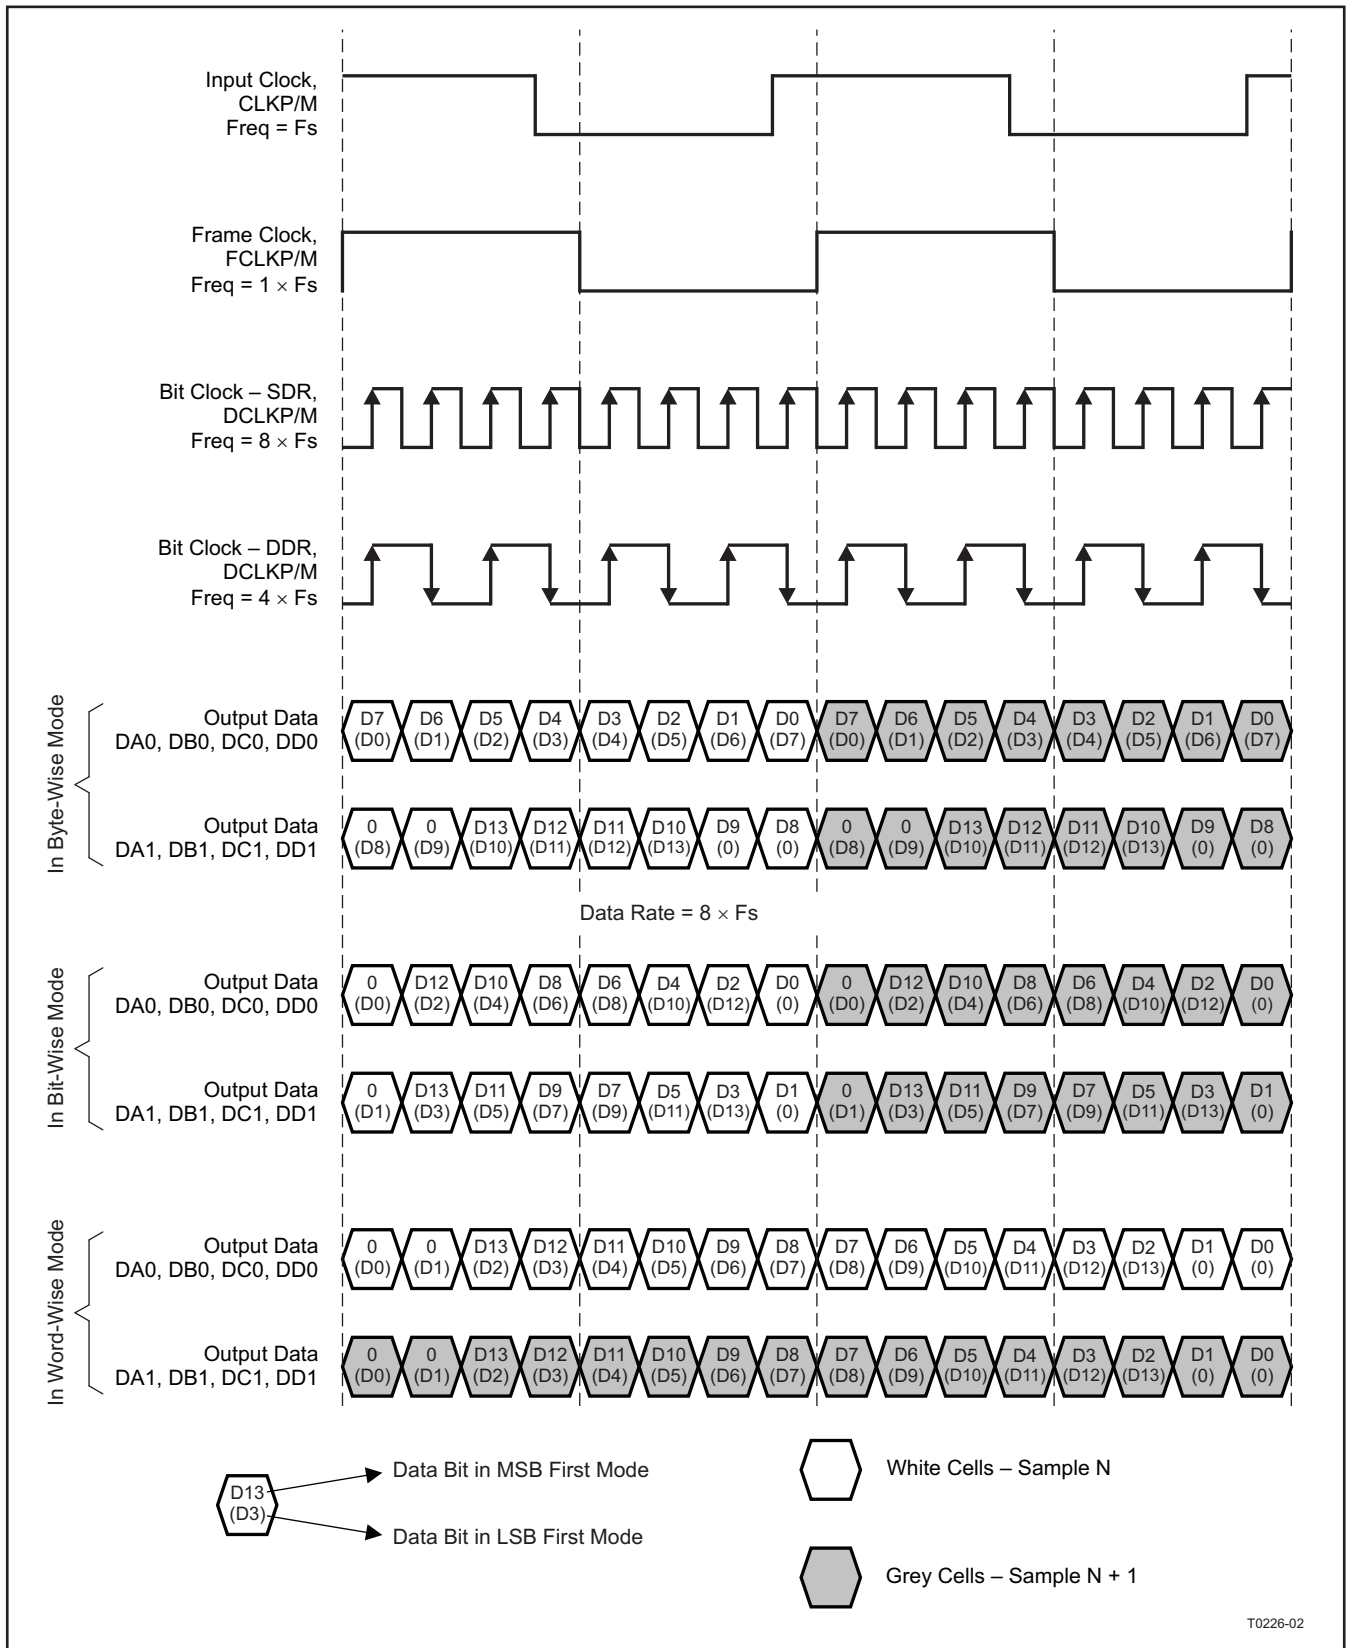 Input Clock,
CLKP/M
Freq = Fs
Frame Clock,
FCLKP/M
Freq = 1 × Fs
Bit Clock – SDR,
DCLKP/M
Freq = 8 × Fs
Bit Clock – DDR,
DCLKP/M
Freq = 4 × Fs
In Byte-Wise Mode
Output Data
DA0, DB0, DC0, DD0
D7 D6 D5 D4 D3 D2 D1 D0 D7 D6 D5 D4 D3 D2 D1 D0
(D0) (D1) (D2) (D3) (D4) (D5) (D6) (D7) (D0) (D1) (D2) (D3) (D4) (D5) (D6) (D7)
Output Data
DA1, DB1, DC1, DD1
0 0 D13 D12 D11 D10 D9 D8 0 0 D13 D12 D11 D10 D9 D8
(D8) (D9) (D10) (D11) (D12) (D13) (0) (0) (D8) (D9) (D10) (D11) (D12) (D13) (0) (0)
Data Rate = 8 × Fs
In Bit-Wise Mode
Output Data
DA0, DB0, DC0, DD0
0 D12 D10 D8 D6 D4 D2 D0 0 D12 D10 D8 D6 D4 D2 D0
(D0) (D2) (D4) (D6) (D8) (D10) (D12) (0) (D0) (D2) (D4) (D6) (D8) (D10) (D12) (0)
Output Data
DA1, DB1, DC1, DD1
0 D13 D11 D9 D7 D5 D3 D1 0 D13 D11 D9 D7 D5 D3 D1
(D1) (D3) (D5) (D7) (D9) (D11) (D13) (0) (D1) (D3) (D5) (D7) (D9) (D11) (D13) (0)
In Word-Wise Mode
Output Data
DA0, DB0, DC0, DD0
0 0 D13 D12 D11 D10 D9 D8 D7 D6 D5 D4 D3 D2 D1 D0
(D0) (D1) (D2) (D3) (D4) (D5) (D6) (D7) (D8) (D9) (D10) (D11) (D12) (D13) (0) (0)
Output Data
DA1, DB1, DC1, DD1
0 0 D13 D12 D11 D10 D9 D8 D7 D6 D5 D4 D3 D2 D1 D0
(D0) (D1) (D2) (D3) (D4) (D5) (D6) (D7) (D8) (D9) (D10) (D11) (D12) (D13) (0) (0)
D13
(D3)
Data Bit in MSB First Mode
Data Bit in LSB First Mode
White Cells – Sample N
Grey Cells – Sample N + 1
T0226-02